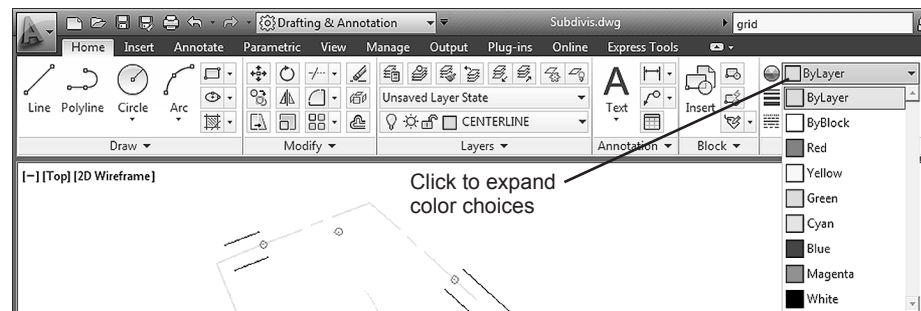 A
Drafting & Annotation
Subdivis.dwg
grid
Home Insert Annotate Parametric View Manage Output Plug-ins Online Express Tools
Line Polyline Circle Arc
Unsaved Layer State
CENTERLINE
A
Text
Insert
ByLayer
Draw Modify Layers Annotation Block
ByLayer
ByBlock
Red
Yellow
Green
Cyan
Blue
Magenta
White
[−] [Top] [2D Wireframe]
Click to expand
color choices